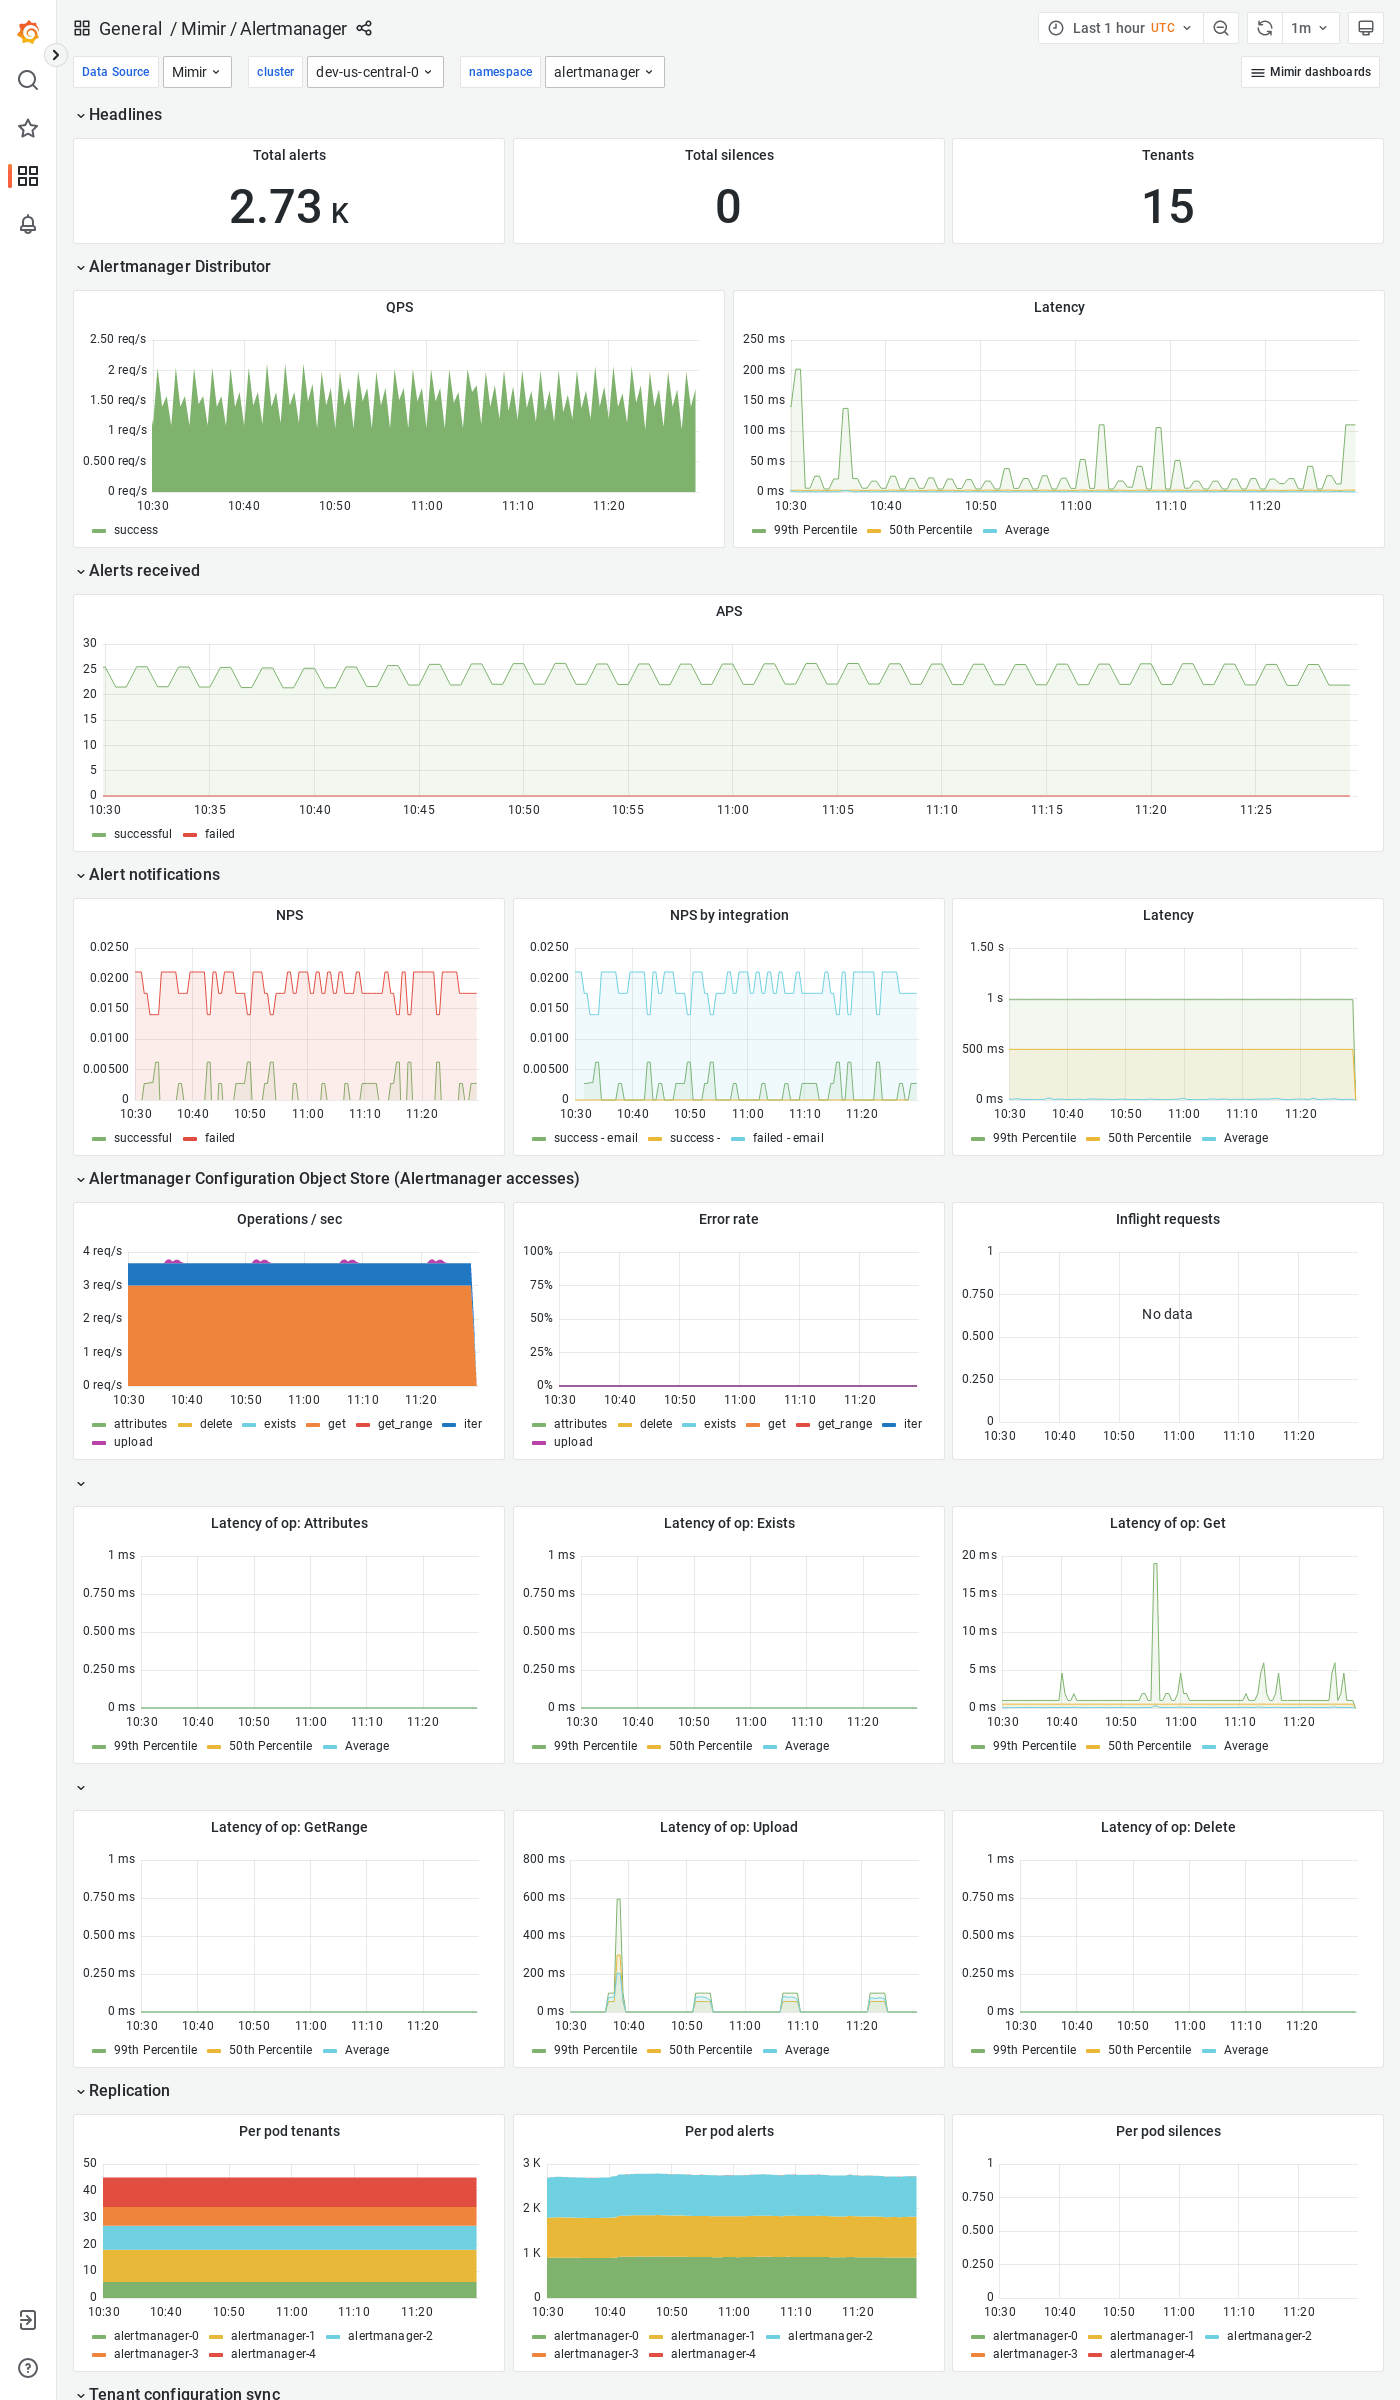 General / Mimir / Alertmanager
Last 1 hour UTC
1m
Data Source Mimir cluster dev-us-central-0 namespace alertmanager Mimir dashboards
Headlines
Total alerts
2.73 K
Total silences
0
Tenants
15
Alertmanager Distributor
QPS
2.50 req/s
2 req/s
1.50 req/s
1 req/s
0.500 req/s
0 req/s
10:30 10:40 10:50 11:00 11:10 11:20
success
Latency
250 ms
200 ms
150 ms
100 ms
50 ms
0 ms
10:30 10:40 10:50 11:00 11:10 11:20
99th Percentile 50th Percentile Average
Alerts received
APS
30
25
20
15
10
5
0
10:30 10:35 10:40 10:45 10:50 10:55 11:00 11:05 11:10 11:15 11:20 11:25
successful failed
Alert notifications
NPS
0.0250
0.0200
0.0150
0.0100
0.00500
0
10:30 10:40 10:50 11:00 11:10 11:20
successful failed
NPS by integration
0.0250
0.0200
0.0150
0.0100
0.00500
0
10:30 10:40 10:50 11:00 11:10 11:20
success - email success - failed - email
Latency
1.50 s
1 s
500 ms
0 ms
10:30 10:40 10:50 11:00 11:10 11:20
99th Percentile 50th Percentile Average
Alertmanager Configuration Object Store (Alertmanager accesses)
Operations / sec
4 req/s
3 req/s
2 req/s
1 req/s
0 req/s
10:30 10:40 10:50 11:00 11:10 11:20
attributes delete exists get get_range iter
upload
Error rate
100%
75%
50%
25%
0%
10:30 10:40 10:50 11:00 11:10 11:20
attributes delete exists get get_range iter
upload
Inflight requests
1
0.750
0.500
0.250
0
No data
10:30 10:40 10:50 11:00 11:10 11:20
Latency of op: Attributes
1 ms
0.750 ms
0.500 ms
0.250 ms
0 ms
10:30 10:40 10:50 11:00 11:10 11:20
99th Percentile 50th Percentile Average
Latency of op: Exists
1 ms
0.750 ms
0.500 ms
0.250 ms
0 ms
10:30 10:40 10:50 11:00 11:10 11:20
99th Percentile 50th Percentile Average
Latency of op: Get
20 ms
15 ms
10 ms
5 ms
0 ms
10:30 10:40 10:50 11:00 11:10 11:20
99th Percentile 50th Percentile Average
Latency of op: GetRange
1 ms
0.750 ms
0.500 ms
0.250 ms
0 ms
10:30 10:40 10:50 11:00 11:10 11:20
99th Percentile 50th Percentile Average
Latency of op: Upload
800 ms
600 ms
400 ms
200 ms
0 ms
10:30 10:40 10:50 11:00 11:10 11:20
99th Percentile 50th Percentile Average
Latency of op: Delete
1 ms
0.750 ms
0.500 ms
0.250 ms
0 ms
10:30 10:40 10:50 11:00 11:10 11:20
99th Percentile 50th Percentile Average
Replication
Per pod tenants
50
40
30
20
10
0
10:30 10:40 10:50 11:00 11:10 11:20
alertmanager-0 alertmanager-1 alertmanager-2
alertmanager-3 alertmanager-4
Per pod alerts
3 K
2 K
1 K
0
10:30 10:40 10:50 11:00 11:10 11:20
alertmanager-0 alertmanager-1 alertmanager-2
alertmanager-3 alertmanager-4
Per pod silences
1
0.750
0.500
0.250
0
10:30 10:40 10:50 11:00 11:10 11:20
alertmanager-0 alertmanager-1 alertmanager-2
alertmanager-3 alertmanager-4
Tenant configuration sync